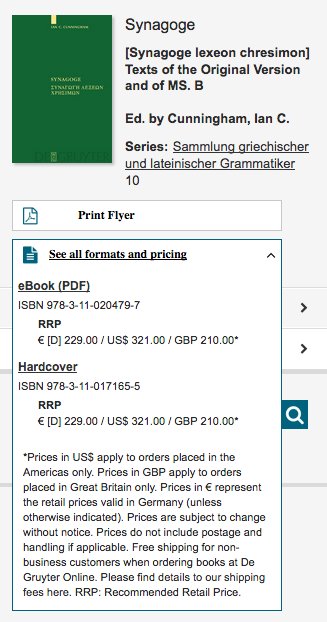 IAN C. CUNNINGHAM
SYNAGOGE
ΣΥΝΑΓΩΓΗ ΛΕΞΕΩΝ
ΧΡΗΣΙΜΩΝ
DE GRUYTER
Synagoge
[Synagoge lexeon chresimon]
Texts of the Original Version
and of MS. B
Ed. by Cunningham, Ian C.
Series: Sammlung griechischer
und lateinischer Grammatiker
10
Print Flyer
See all formats and pricing
eBook (PDF)
ISBN 978-3-11-020479-7
RRP
€ [D] 229.00 / US$ 321.00 / GBP 210.00*
Hardcover
ISBN 978-3-11-017165-5
RRP
€ [D] 229.00 / US$ 321.00 / GBP 210.00*
*Prices in US$ apply to orders placed in the
Americas only. Prices in GBP apply to orders
placed in Great Britain only. Prices in € represent
the retail prices valid in Germany (unless
otherwise indicated). Prices are subject to change
without notice. Prices do not include postage and
handling if applicable. Free shipping for non-
business customers when ordering books at De
Gruyter Online. Please find details to our shipping
fees here. RRP: Recommended Retail Price.